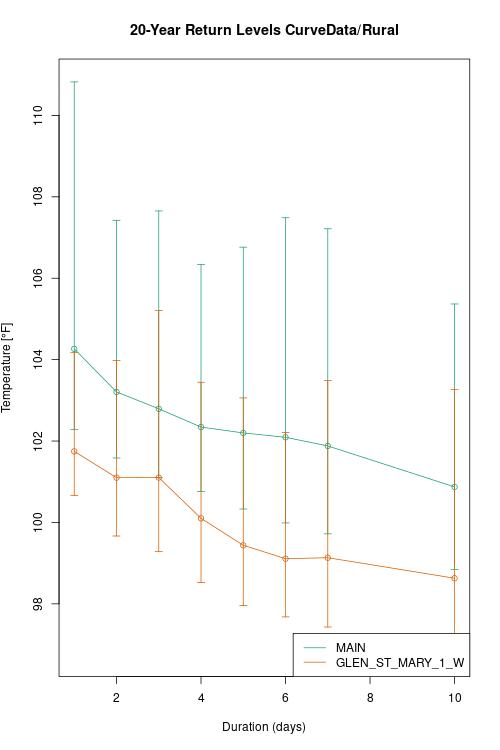 20-Year Return Levels CurveData/Rural
Temperature [°F]
110
108
106
104
102
100
98
2
4
6
8
10
Duration (days)
MAIN
GLEN_ST_MARY_1_W